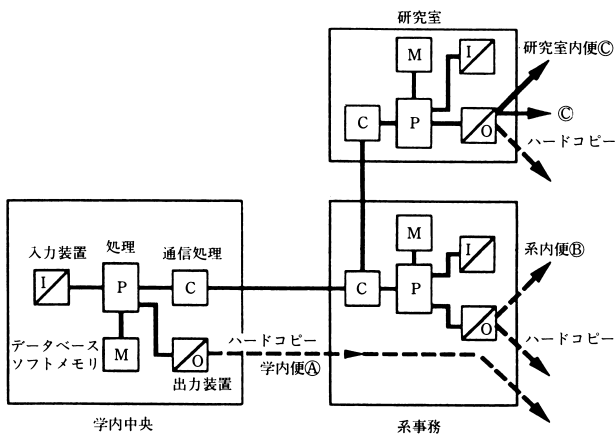 研究室
M
I
C
P
O
研究室内便Ⓒ
Ⓒ
ハードコピー
入力装置
処理
通信処理
I
P
C
データベース
ソフトメモリ
M
O
出力装置
ハードコピー
学内便Ⓐ
学内中央
M
I
C
P
O
系内便Ⓑ
ハードコピー
系事務